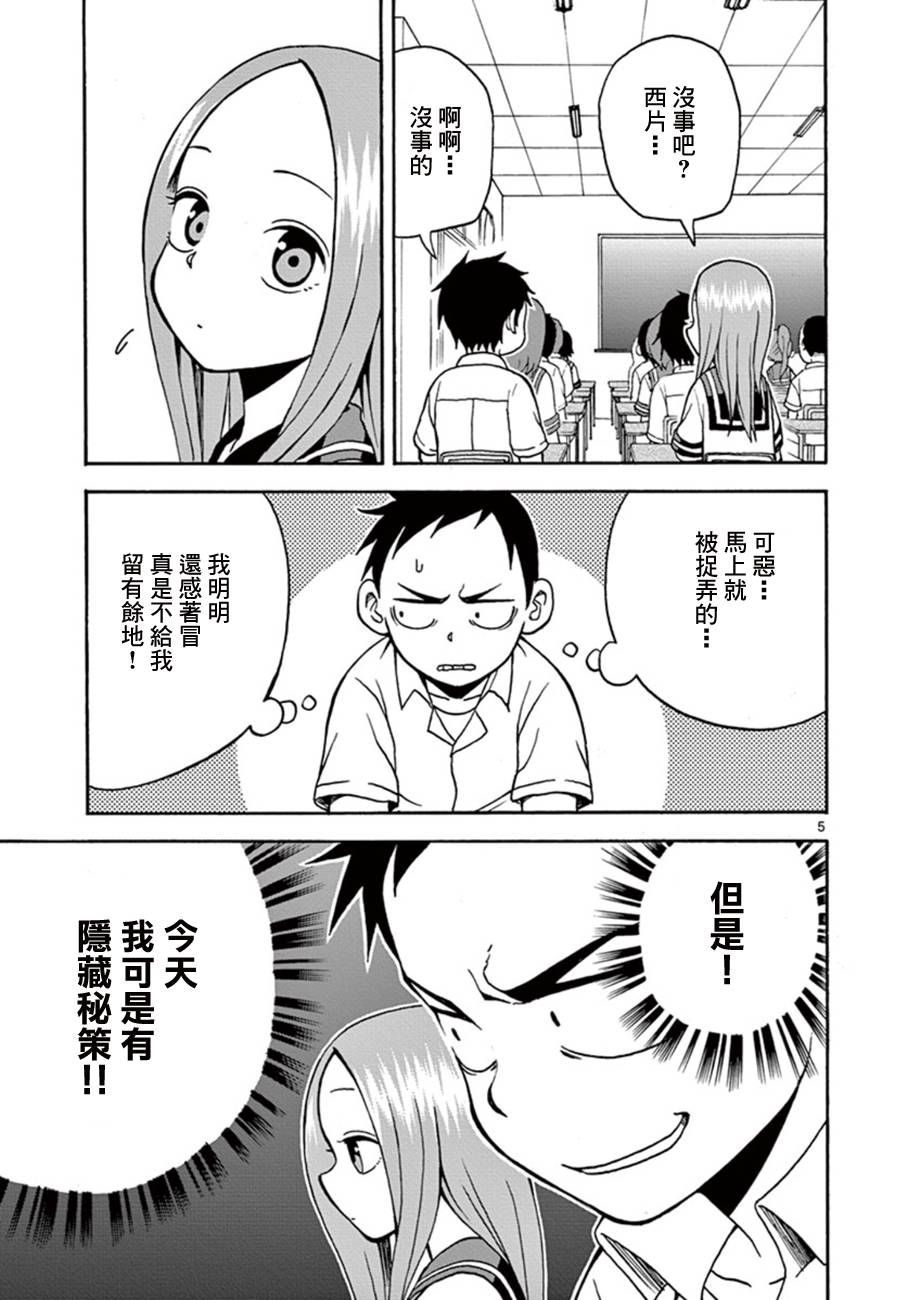 沒事吧？
西片…
啊啊…
沒事的
可惡…
馬上就
被捉弄的…
我明明
還感著冒
真是不給我
留有餘地！
5
但是！
今天
我可是有
隱藏秘策!!